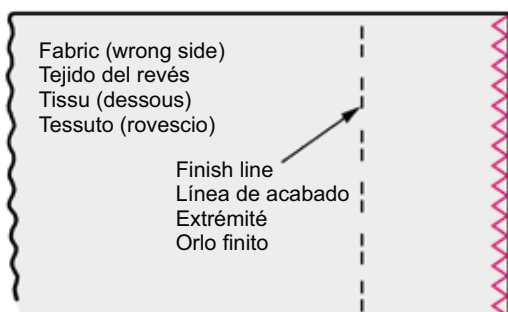 Fabric (wrong side)
Tejido del revés
Tissu (dessous)
Tessuto (rovescio)
Finish line
Línea de acabado
Extrémité
Orlo finito